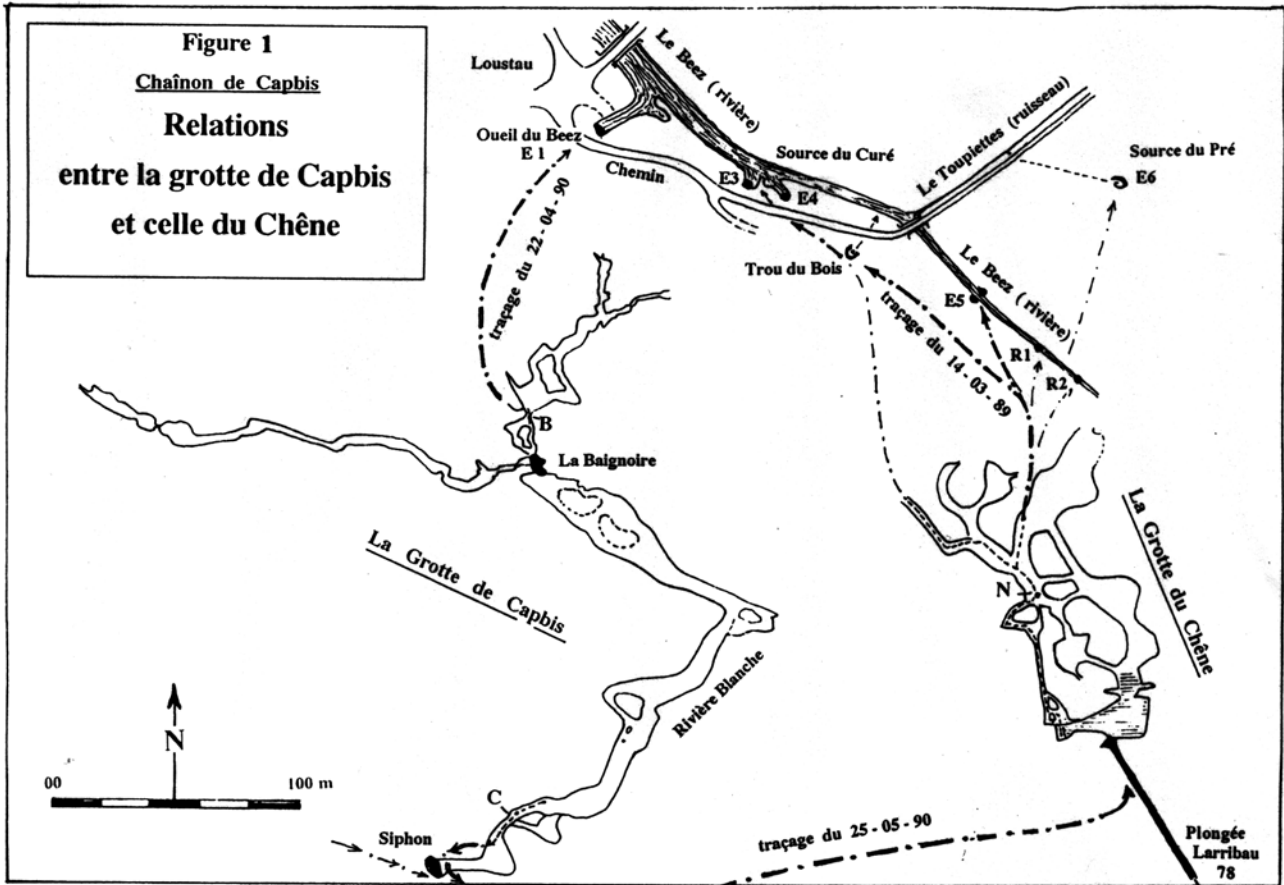 Figure 1
Chaînon de Capbis
Relations
entre la grotte de Capbis
et celle du Chêne
Loustau
Le Beez (rivière)
Oueil du Beez
E 1
Chemin
Source du Curé
E3
E4
Le Toupiettes (ruisseau)
Source du Pré
E6
Trou du Bois
Le Beez (rivière)
E5
R1
R2
traçage du 22-04-90
traçage du 14-03-89
B
La Baignoire
La Grotte de Capbis
La Grotte du Chêne
N
Rivière Blanche
N
00
100 m
C
Siphon
traçage du 25-05-90
Plongée
Larribau
78